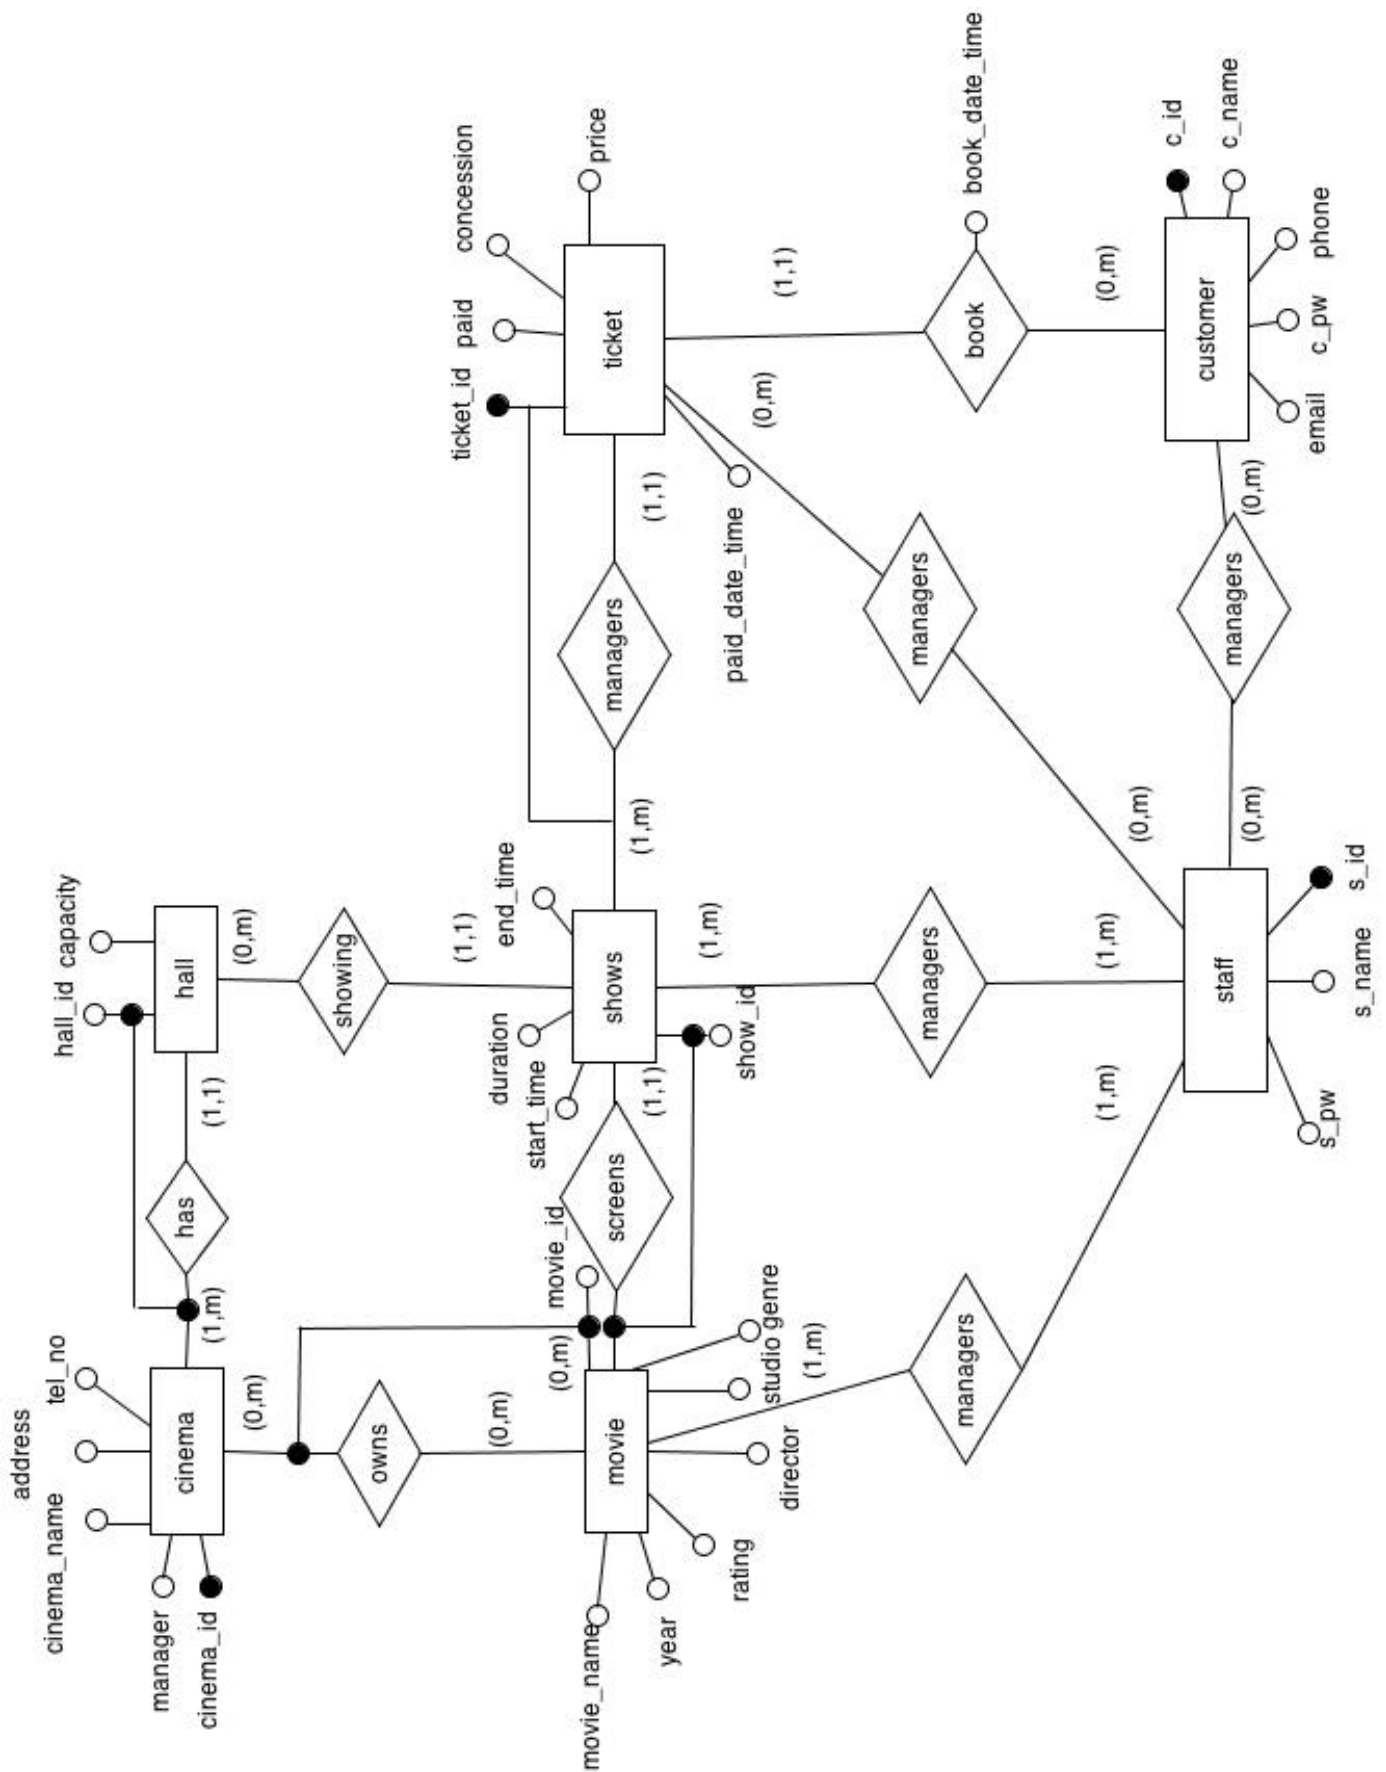 cinema_name
address
tel_no
manager
cinema_id
cinema
(1,m)
(0,m)
has
(1,1)
hall_id
capacity
hall
(0,m)
showing
(1,1)
owns
(0,m)
movie_name
year
rating
director
studio
genre
movie
movie_id
(0,m)
(1,m)
screens
(1,1)
start_time
duration
end_time
shows
show_id
(1,m)
(1,m)
managers
(1,1)
ticket_id
paid
concession
price
ticket
paid_date_time
(0,m)
(1,1)
book
book_date_time
(0,m)
managers
managers
managers
managers
(1,m)
(1,m)
(0,m)
(0,m)
(0,m)
staff
s_pw
s_name
s_id
customer
email
c_pw
phone
c_name
c_id